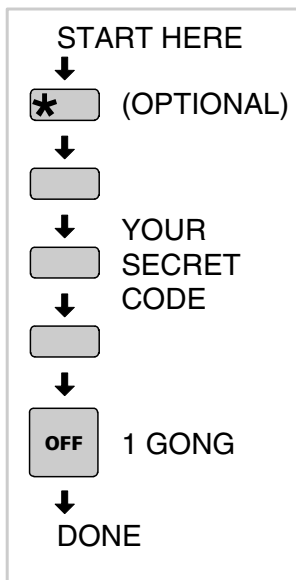 START HERE
* (OPTIONAL)
YOUR
SECRET
CODE
OFF 1 GONG
DONE